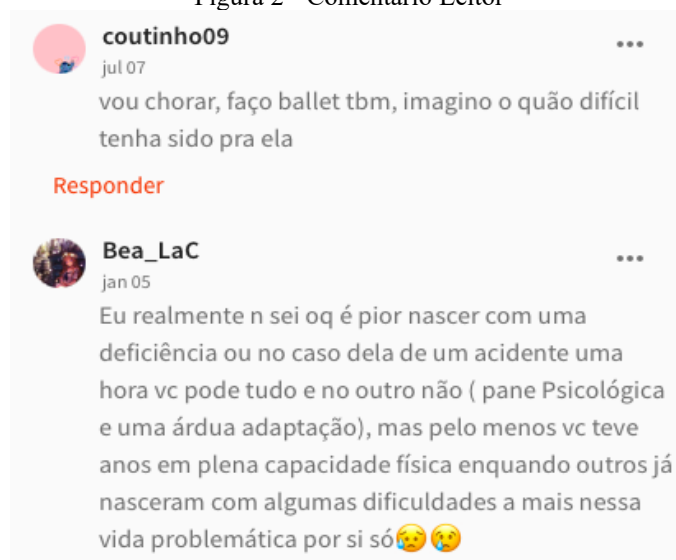 Figura 2 - Comentário Leitor
coutinho09
jul 07
vou chorar, faço ballet tbm, imagino o quão difícil
tenha sido pra ela
Responder
Bea_LaC
jan 05
Eu realmente n sei oq é pior nascer com uma
deficiência ou no caso dela de um acidente uma
hora vc pode tudo e no outro não ( pane Psicológica
e uma árdua adaptação), mas pelo menos vc teve
anos em plena capacidade física enquando outros já
nasceram com algumas dificuldades a mais nessa
vida problemática por si só😥😢